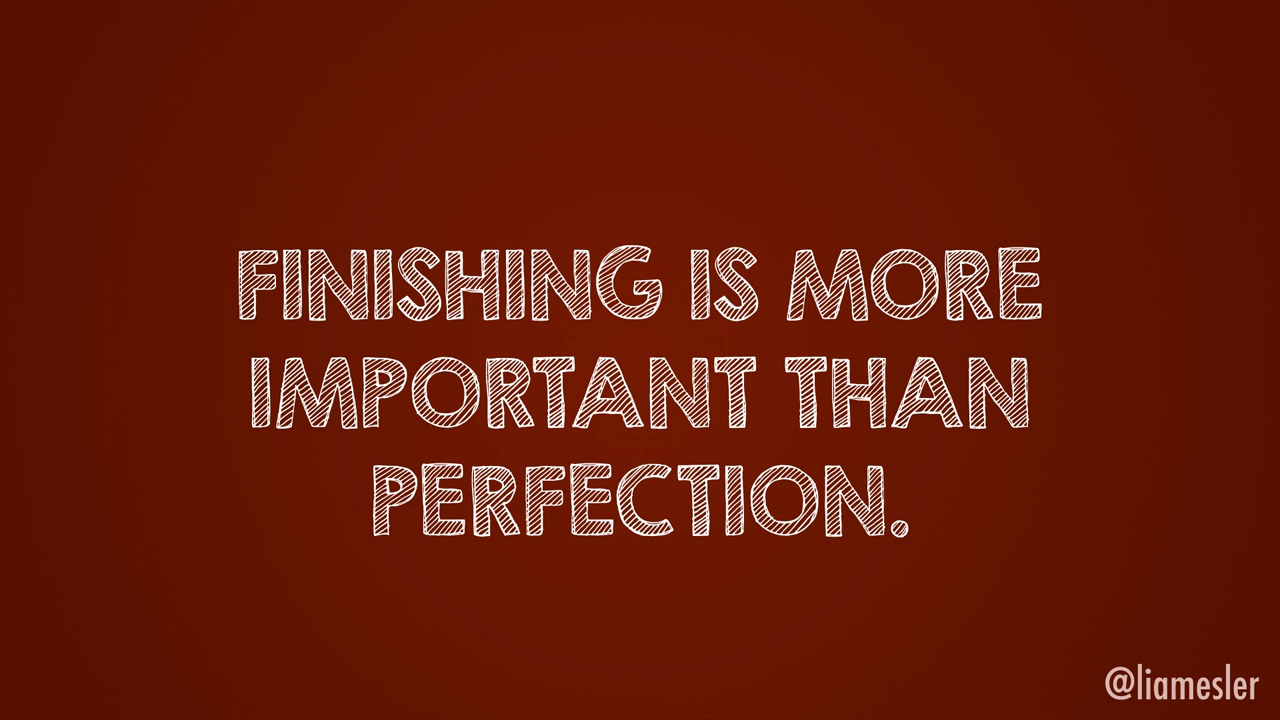 FINISHING IS MORE
IMPORTANT THAN
PERFECTION.
@liamesler